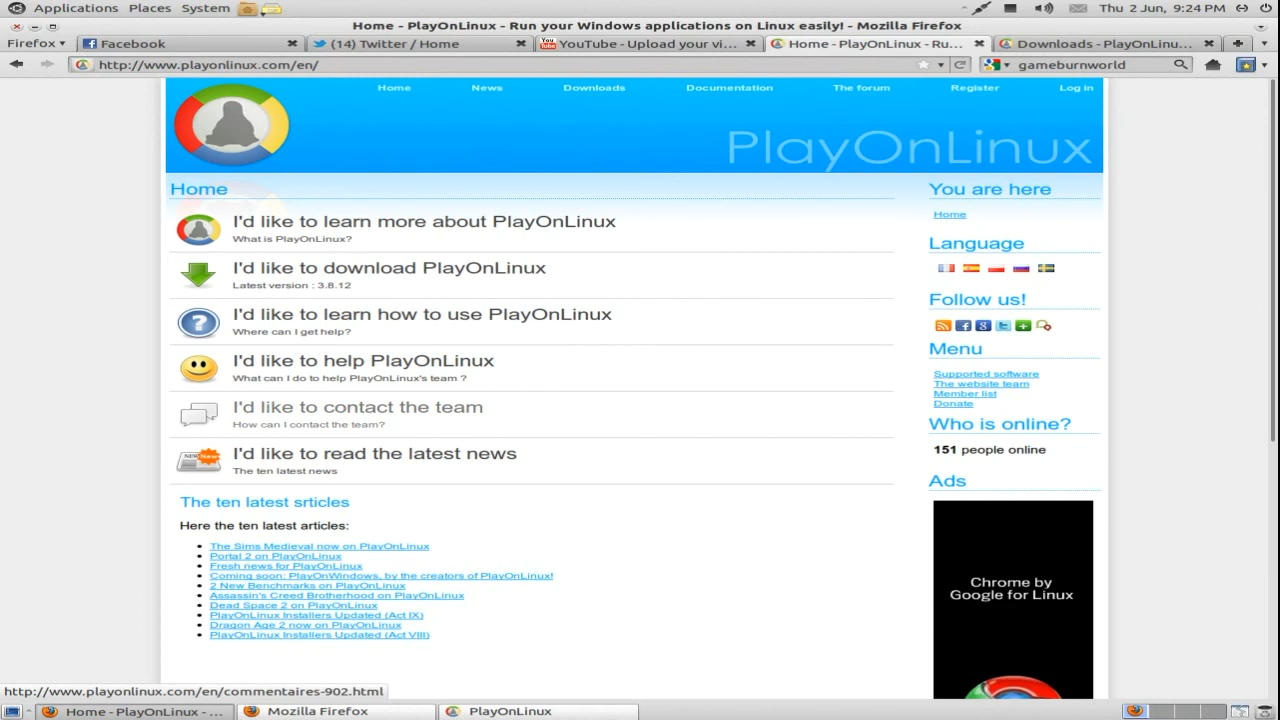 Applications Places System Thu 2 Jun, 9:24 PM
Home - PlayOnLinux - Run your Windows applications on Linux easily! - Mozilla Firefox
Firefox Facebook (14) Twitter / Home YouTube - Upload your vi... Home - PlayOnLinux - Ru... Downloads - PlayOnLinu...
http://www.playonlinux.com/en/ gameburnworld
Home News Downloads Documentation The forum Register Log in
PlayOnLinux
Home
I'd like to learn more about PlayOnLinux
What is PlayOnLinux?
I'd like to download PlayOnLinux
Latest version : 3.8.12
I'd like to learn how to use PlayOnLinux
Where can I get help?
I'd like to help PlayOnLinux
What can I do to help PlayOnLinux's team ?
I'd like to contact the team
How can I contact the team?
NEWS New
I'd like to read the latest news
The ten latest news
The ten latest srticles
Here the ten latest articles:
The Sims Medieval now on PlayOnLinux
Portal 2 on PlayOnLinux
Fresh news for PlayOnLinux
Coming soon: PlayOnWindows, by the creators of PlayOnLinux!
2 New Benchmarks on PlayOnLinux
Assassin's Creed Brotherhood on PlayOnLinux
Dead Space 2 on PlayOnLinux
PlayOnLinux Installers Updated (Act IX)
Dragon Age 2 now on PlayOnLinux
PlayOnLinux Installers Updated (Act VIII)
You are here
Home
Language
Follow us!
Menu
Supported software
The website team
Member list
Donate
Who is online?
151 people online
Ads
Chrome by
Google for Linux
http://www.playonlinux.com/en/commentaires-902.html
Home - PlayOnLinux - ... Mozilla Firefox PlayOnLinux